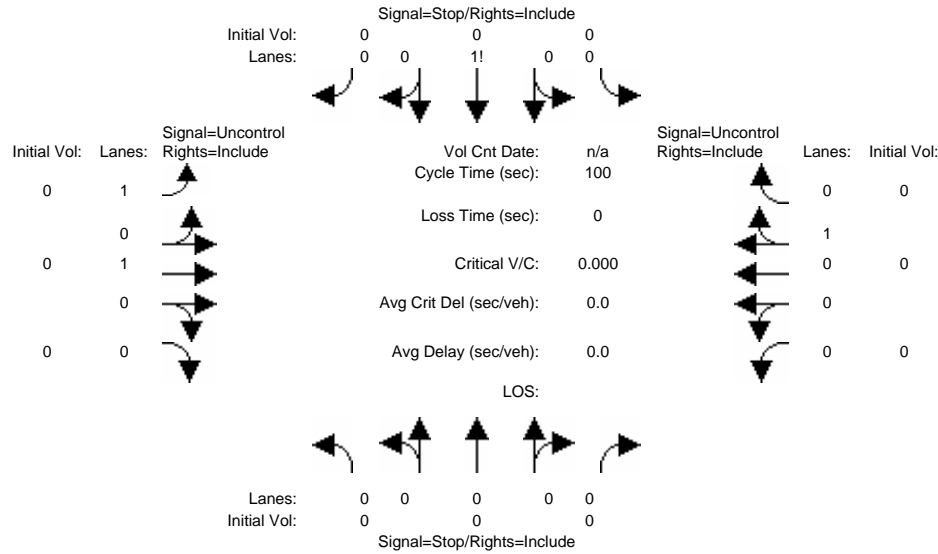 Signal=Stop/Rights=Include
Initial Vol: 0 0 0
Lanes: 0 0 1! 0 0
Signal=Uncontrol
Initial Vol: Lanes: Rights=Include
0 1
0
0 1
0
0 0
Vol Cnt Date: n/a
Cycle Time (sec): 100
Loss Time (sec): 0
Critical V/C: 0.000
Avg Crit Del (sec/veh): 0.0
Avg Delay (sec/veh): 0.0
LOS:
Signal=Uncontrol
Rights=Include Lanes: Initial Vol:
0 0
1
0 0
0
0 0
Lanes: 0 0 0 0 0
Initial Vol: 0 0 0
Signal=Stop/Rights=Include